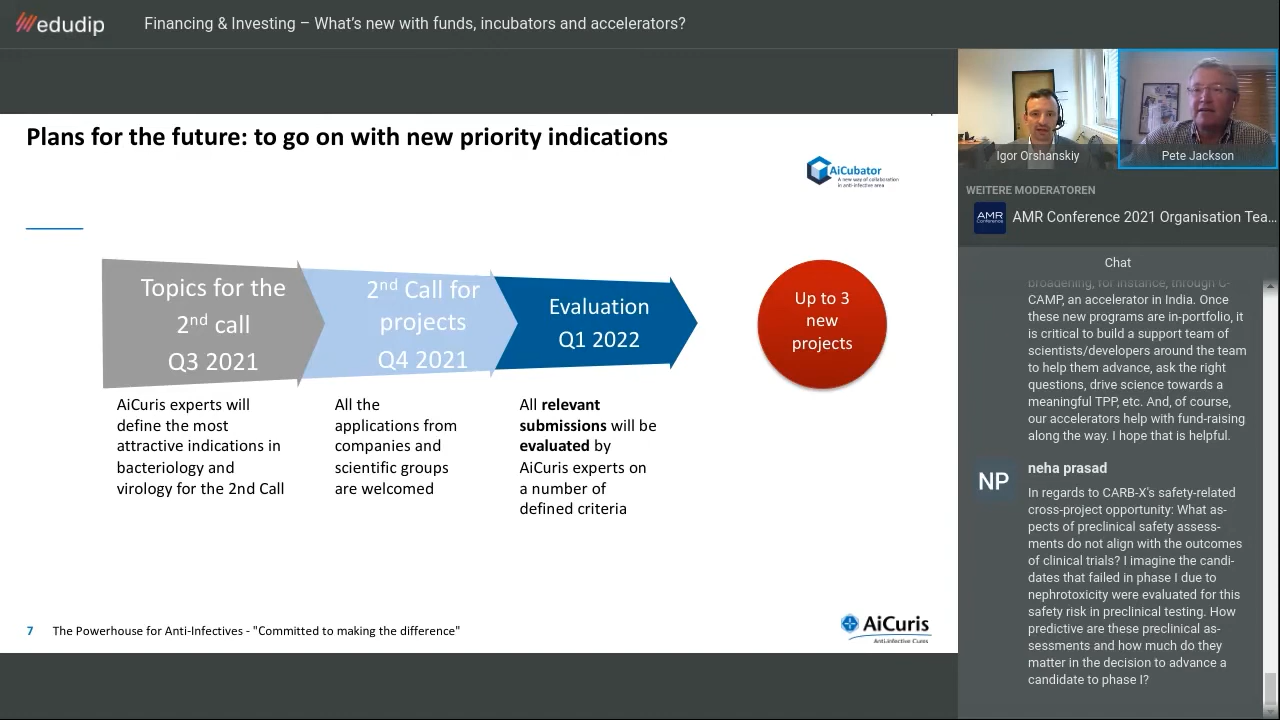 edudip
Financing & Investing – What's new with funds, incubators and accelerators?
Plans for the future: to go on with new priority indications
AiCubator
A new way of collaboration
in anti-infective area
Topics for the
2nd call
Q3 2021
2nd Call for
projects
Q4 2021
Evaluation
Q1 2022
Up to 3
new
projects
AiCuris experts will
define the most
attractive indications in
bacteriology and
virology for the 2nd Call
All the
applications from
companies and
scientific groups
are welcomed
All relevant
submissions will be
evaluated by
AiCuris experts on
a number of
defined criteria
7 The Powerhouse for Anti-Infectives - "Committed to making the difference"
AiCuris
Anti-infective Cures
Igor Orshanskiy
Pete Jackson
WEITERE MODERATOREN
AMR
Conference
AMR Conference 2021 Organisation Tea...
Chat
broadening, for instance, through C-
CAMP, an accelerator in India. Once
these new programs are in-portfolio, it
is critical to build a support team of
scientists/developers around the team
to help them advance, ask the right
questions, drive science towards a
meaningful TPP, etc. And, of course,
our accelerators help with fund-raising
along the way. I hope that is helpful.
NP
neha prasad
In regards to CARB-X's safety-related
cross-project opportunity: What as-
pects of preclinical safety assess-
ments do not align with the outcomes
of clinical trials? I imagine the candi-
dates that failed in phase I due to
nephrotoxicity were evaluated for this
safety risk in preclinical testing. How
predictive are these preclinical as-
sessments and how much do they
matter in the decision to advance a
candidate to phase I?